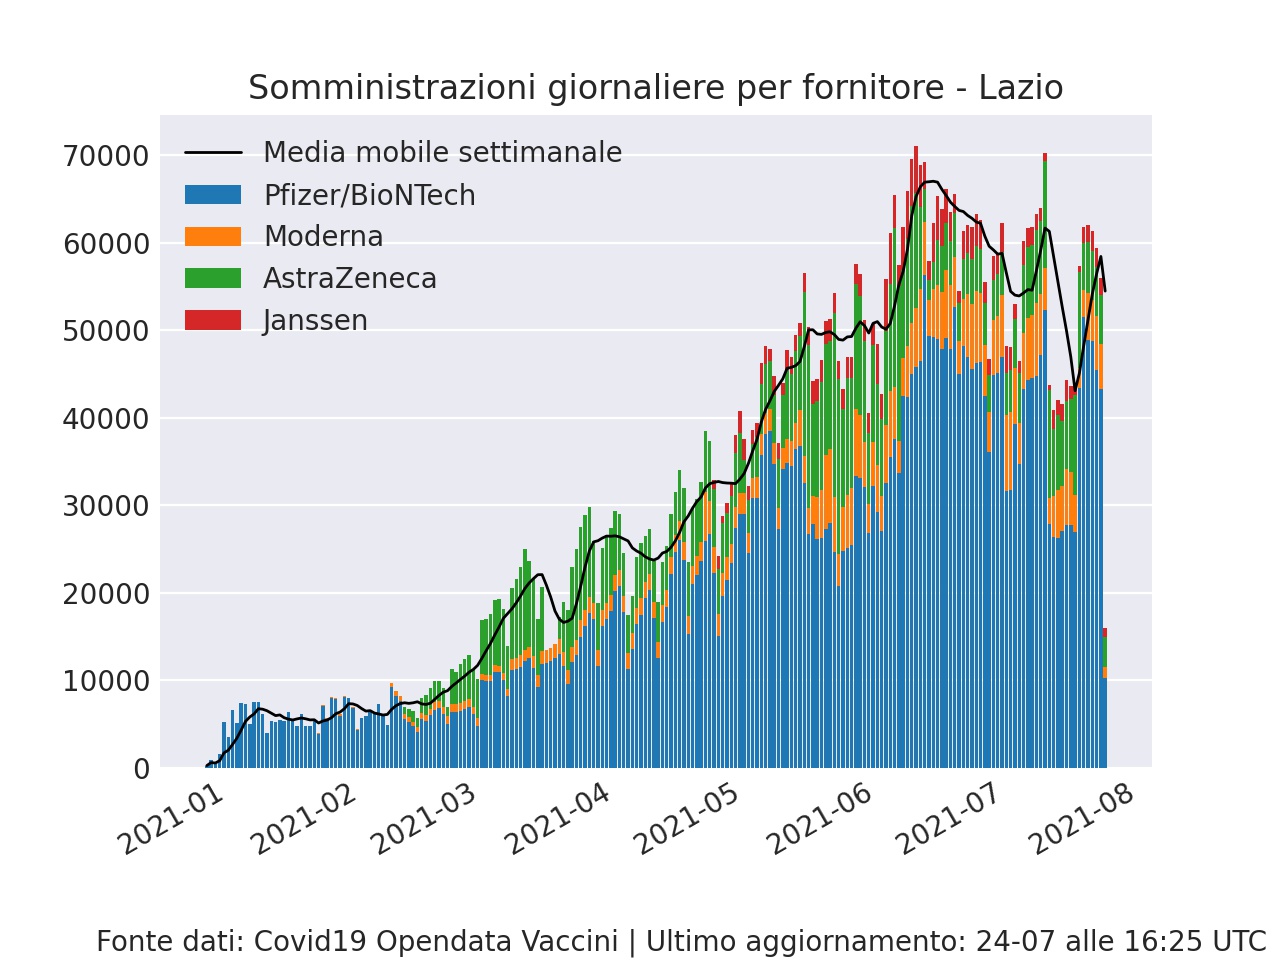 Somministrazioni giornaliere per fornitore - Lazio
Media mobile settimanale
Pfizer/BioNTech
Moderna
AstraZeneca
Janssen
70000
60000
50000
40000
30000
20000
10000
0
2021-01
2021-02
2021-03
2021-04
2021-05
2021-06
2021-07
2021-08
Fonte dati: Covid19 Opendata Vaccini | Ultimo aggiornamento: 24-07 alle 16:25 UTC